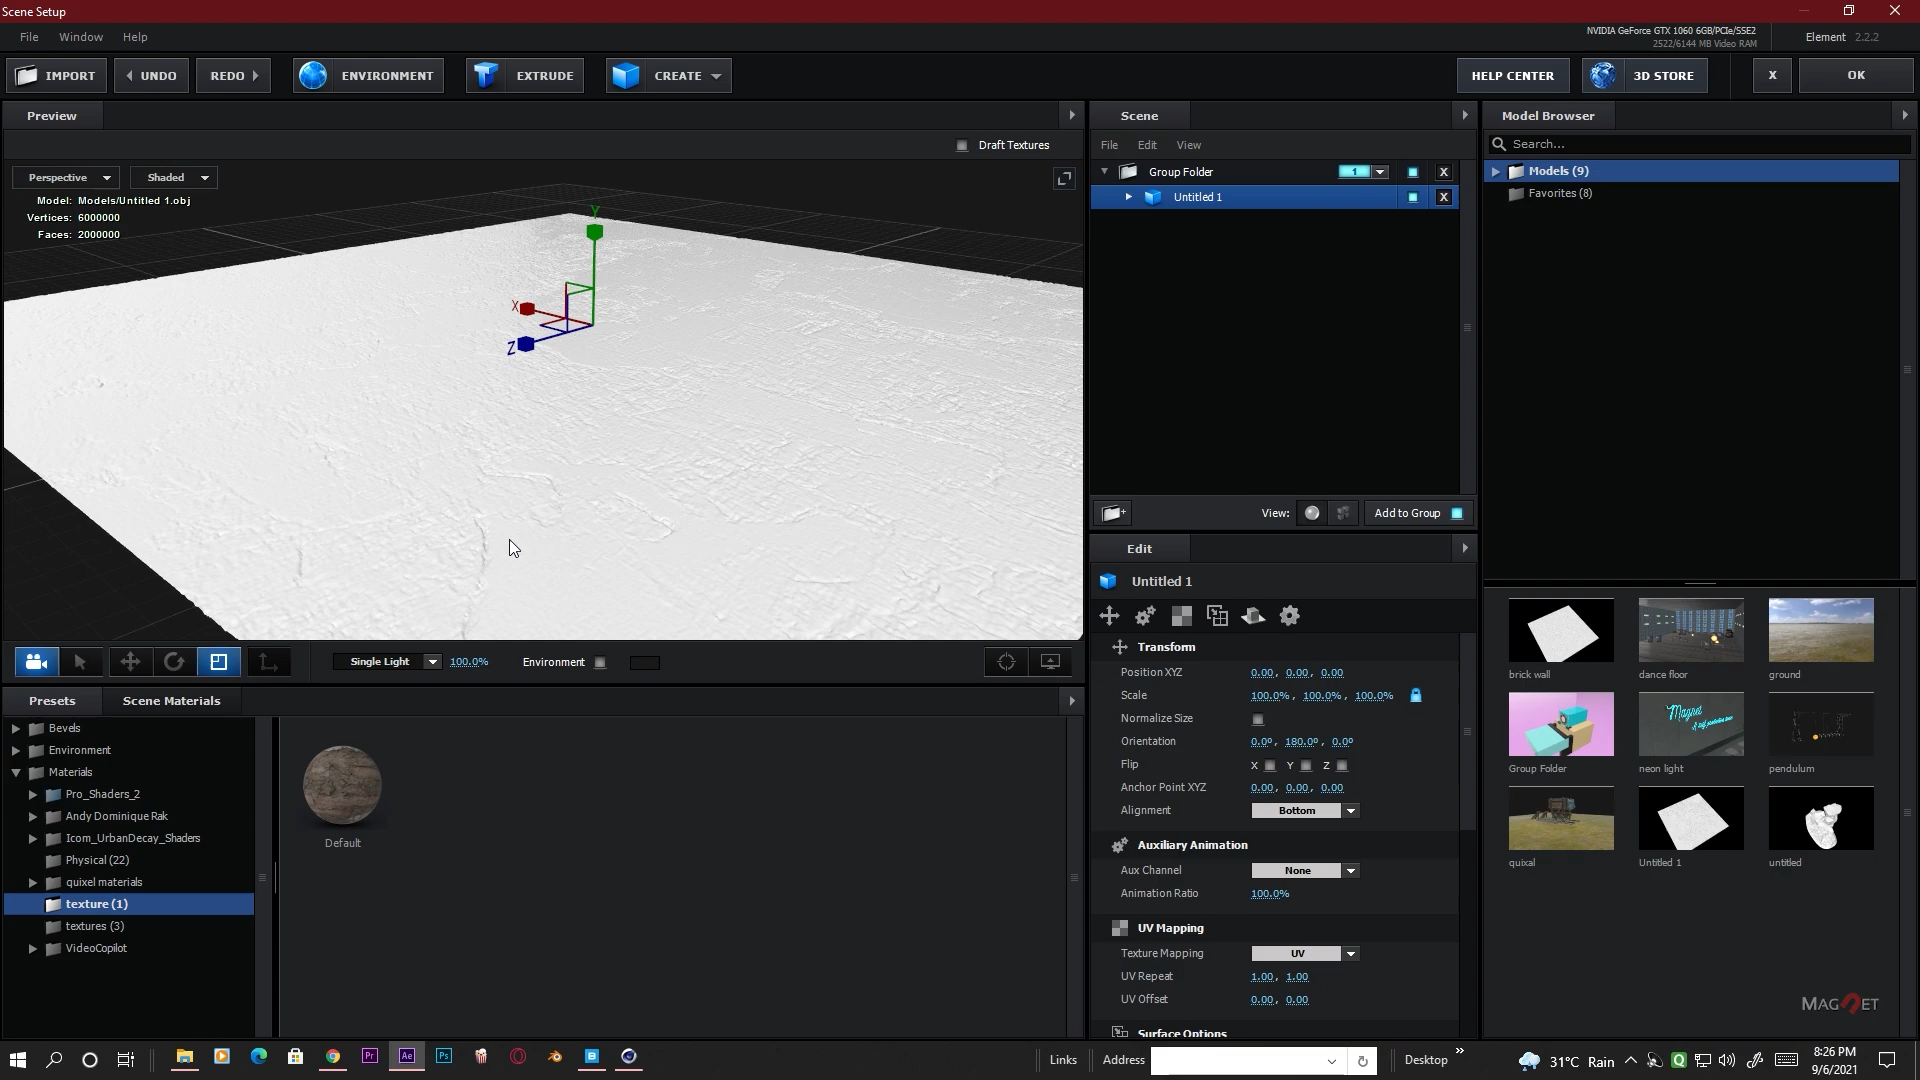 Scene Setup
File Window Help
NVIDIA GeForce GTX 1060 6GB/PCIe/SSE2
2522/6144 MB Video RAM
Element 2.2.2
IMPORT UNDO REDO ENVIRONMENT EXTRUDE CREATE HELP CENTER 3D STORE X OK
Preview
Draft Textures
Perspective Shaded
Model: Models/Untitled 1.obj
Vertices: 6000000
Faces: 2000000
Y
X
Z
Single Light 100.0% Environment
Scene
File Edit View
Group Folder 1 X
Untitled 1 X
View: Add to Group
Edit
Untitled 1
Transform
Position XYZ 0.00, 0.00, 0.00
Scale 100.0%, 100.0%, 100.0%
Normalize Size
Orientation 0.0º, 180.0º, 0.0º
Flip X Y Z
Anchor Point XYZ 0.00, 0.00, 0.00
Alignment Bottom
Auxiliary Animation
Aux Channel None
Animation Ratio 100.0%
UV Mapping
Texture Mapping UV
UV Repeat 1.00, 1.00
UV Offset 0.00, 0.00
Surface Options
Model Browser
Search...
Models (9)
Favorites (8)
brick wall dance floor ground
Magnet
Group Folder neon light pendulum
quixal Untitled 1 untitled
MAGNET
Presets Scene Materials
Bevels
Environment
Materials
Pro_Shaders_2
Andy Dominique Rak
Icom_UrbanDecay_Shaders
Physical (22)
quixel materials
texture (1)
textures (3)
VideoCopilot
Default
Pr Ae Ps
Links Address Desktop »
31°C Rain
8:26 PM
9/6/2021